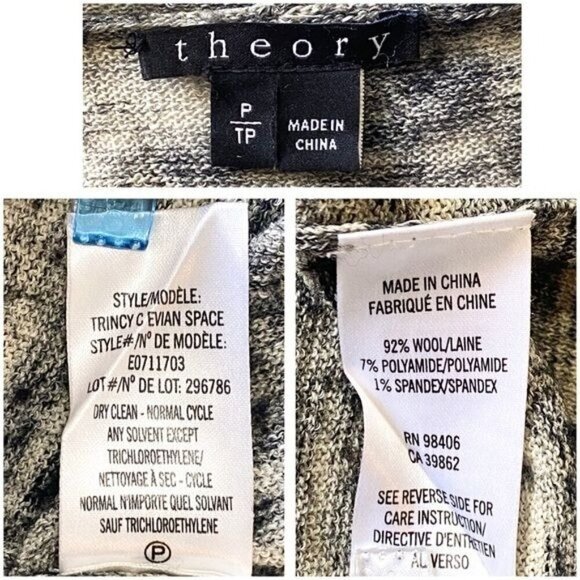 theory
P
TP
MADE IN
CHINA
STYLE/MODÈLE:
TRINCY C EVIAN SPACE
STYLE#/Nº DE MODÈLE:
E0711703
LOT #/Nº DE LOT: 296786
DRY CLEAN - NORMAL CYCLE
ANY SOLVENT EXCEPT
TRICHLOROETHYLENE/
NETTOYAGE À SEC - CYCLE
NORMAL N'IMPORTE QUEL SOLVANT
SAUF TRICHLOROETHYLENE
P
MADE IN CHINA
FABRIQUÉ EN CHINE
92% WOOL/LAINE
7% POLYAMIDE/POLYAMIDE
1% SPANDEX/SPANDEX
RN 98406
CA 39862
SEE REVERSE SIDE FOR
CARE INSTRUCTION/
DIRECTIVE D'ENTRETIEN
AL VERSO